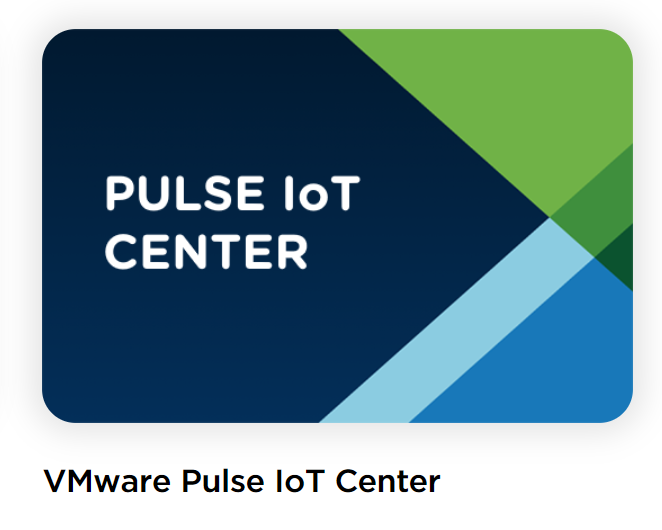 PULSE IoT
CENTER
VMware Pulse IoT Center